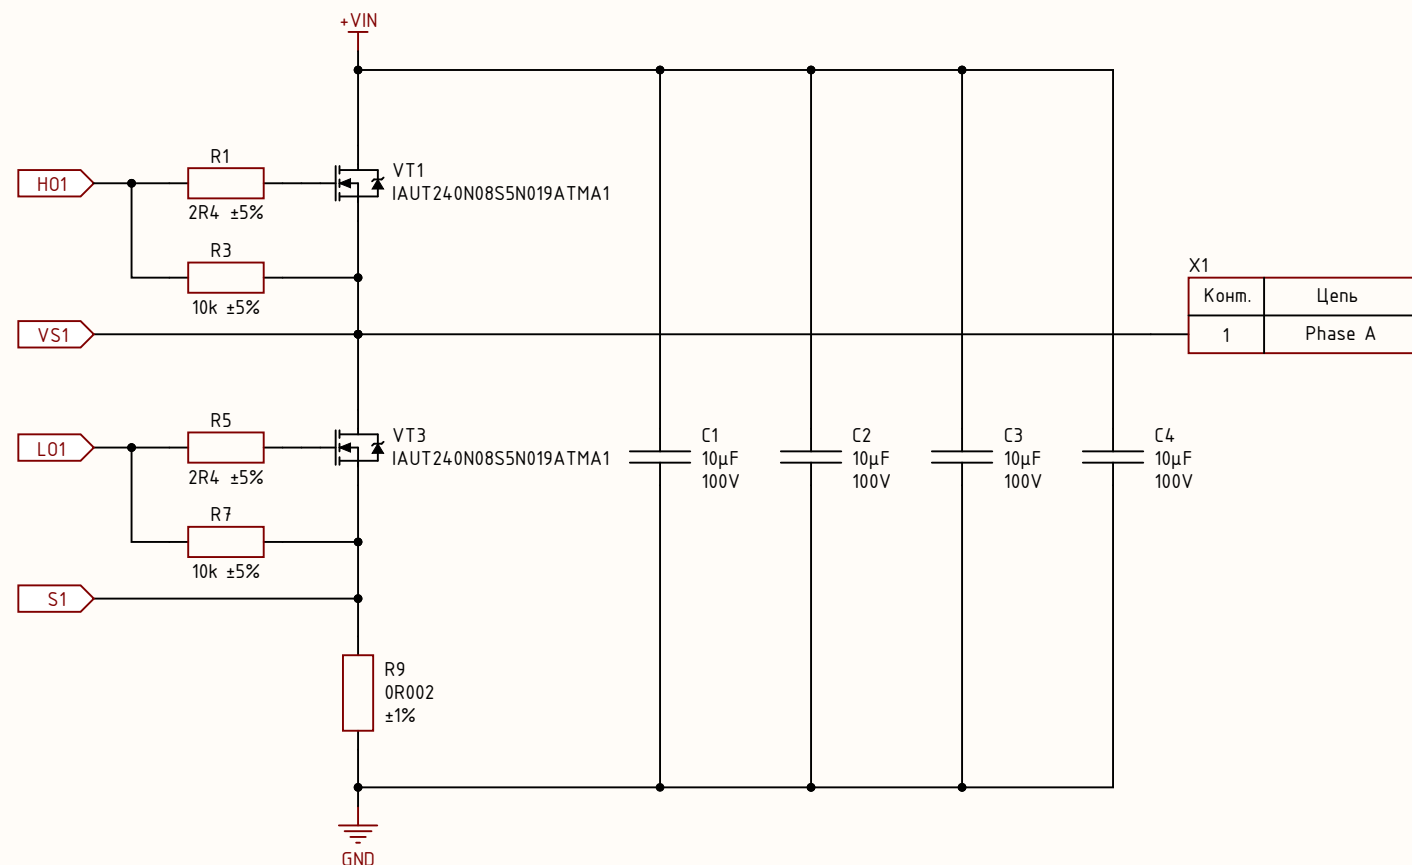 +VIN
R1
HO1
2R4 ±5%
VT1
IAUT240N08S5N019ATMA1
R3
10k ±5%
X1
Конт.
Цепь
1
Phase A
VS1
R5
LO1
2R4 ±5%
VT3
IAUT240N08S5N019ATMA1
C1
10µF
100V
C2
10µF
100V
C3
10µF
100V
C4
10µF
100V
R7
10k ±5%
S1
R9
0R002
±1%
GND